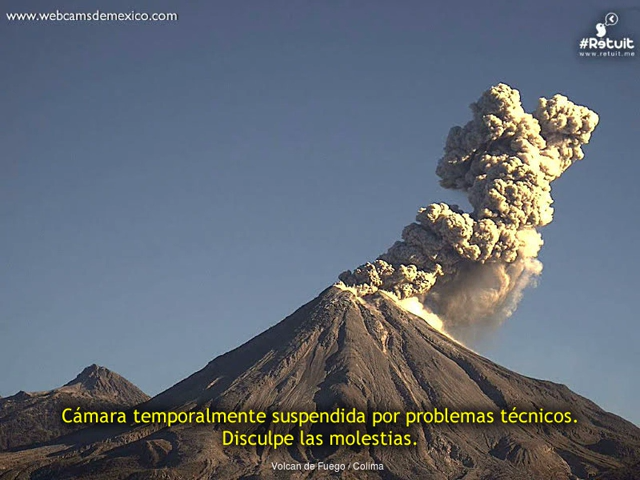 www.webcamsdemexico.com
#Retuit
www.retuit.me
Cámara temporalmente suspendida por problemas técnicos.
Disculpe las molestias.
Volcan de Fuego / Colima